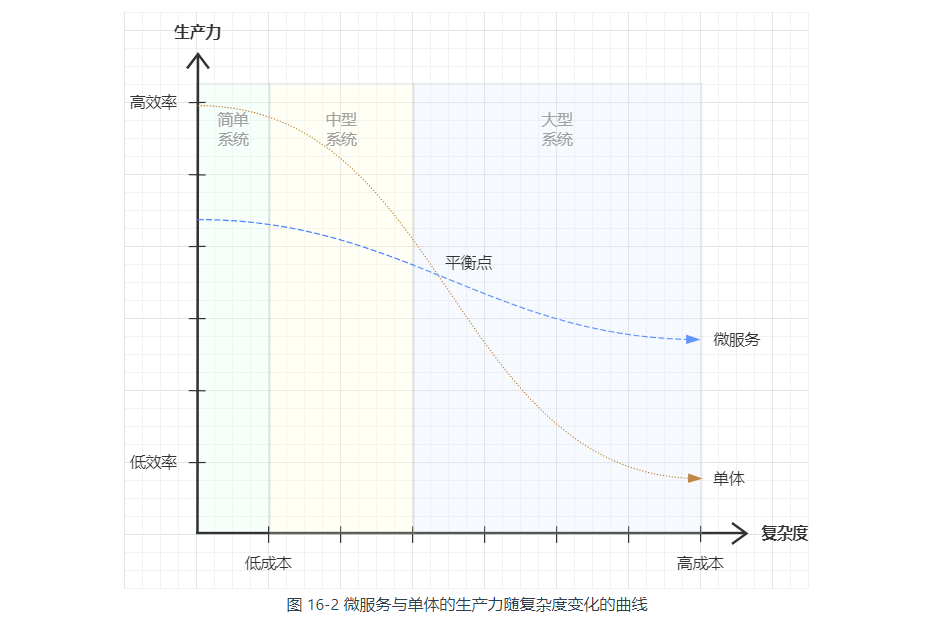 生产力
高效率
简单
系统
中型
系统
大型
系统
平衡点
微服务
低效率
单体
复杂度
低成本
高成本
图 16-2 微服务与单体的生产力随复杂度变化的曲线